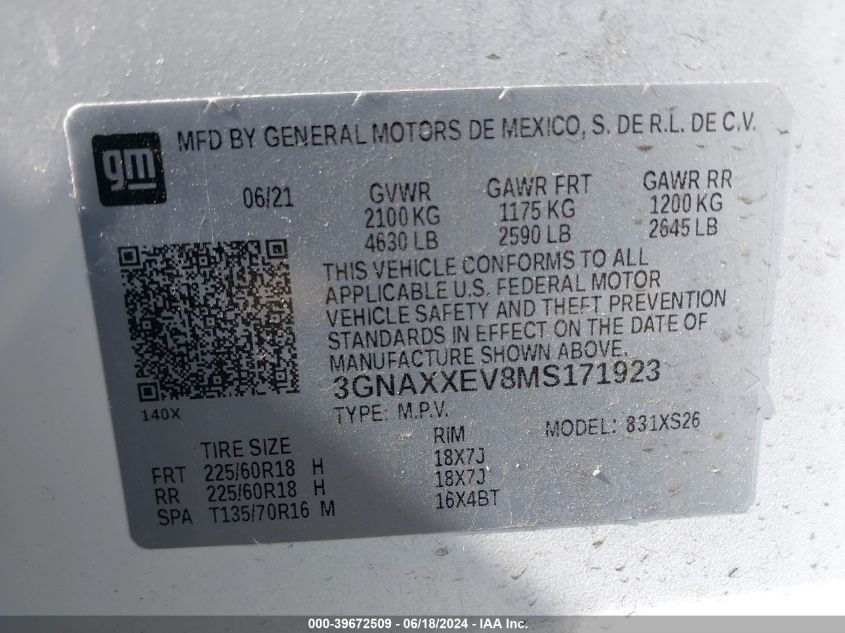 gm
MFD BY GENERAL MOTORS DE MEXICO, S. DE R.L. DE C.V.
06/21 GVWR GAWR FRT GAWR RR
2100 KG 1175 KG 1200 KG
4630 LB 2590 LB 2645 LB
THIS VEHICLE CONFORMS TO ALL
APPLICABLE U.S. FEDERAL MOTOR
VEHICLE SAFETY AND THEFT PREVENTION
STANDARDS IN EFFECT ON THE DATE OF
MANUFACTURE SHOWN ABOVE.
3GNAXXEV8MS171923
140X
TYPE: M.P.V. MODEL: 831XS26
TIRE SIZE RIM
FRT 225/60R18 H 18X7J
RR 225/60R18 H 18X7J
SPA T135/70R16 M 16X4BT
000-39672509 - 06/18/2024 - IAA Inc.